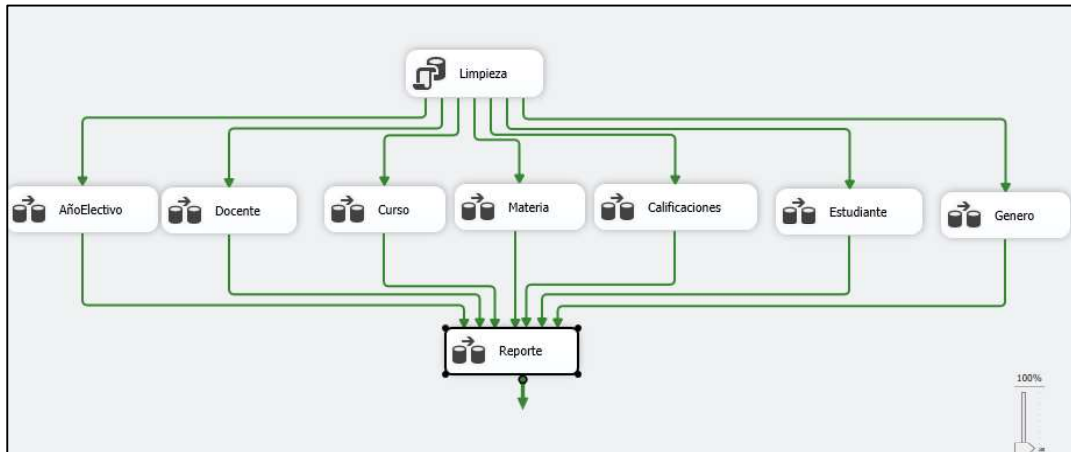 Limpieza
AñoElectivo
Docente
Curso
Materia
Calificaciones
Estudiante
Genero
Reporte
100%